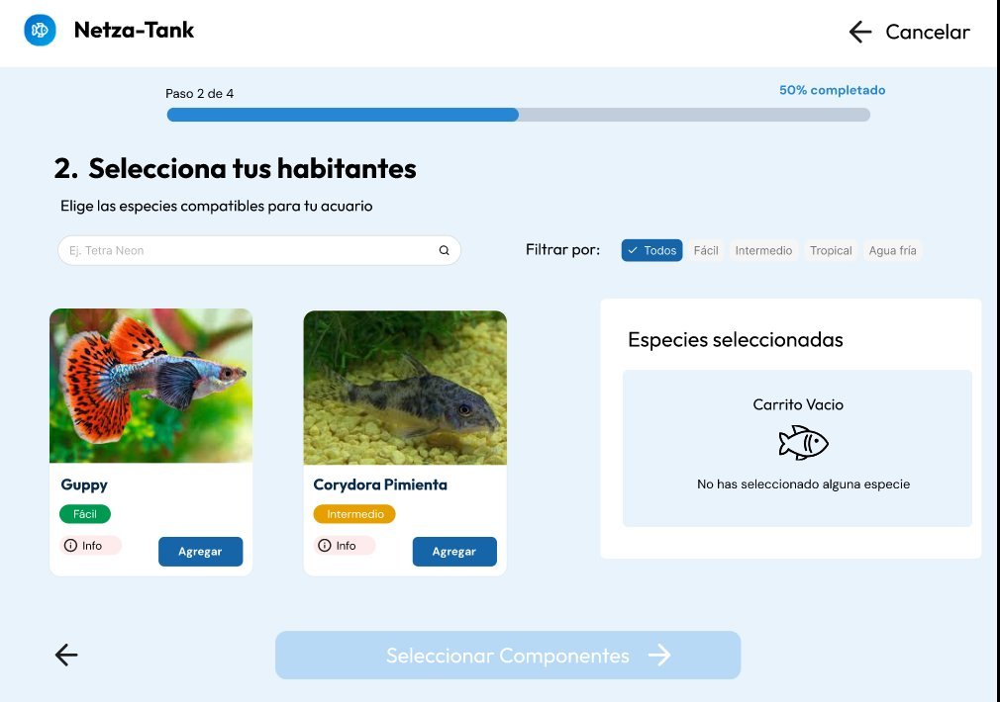 Netza-Tank
Cancelar
Paso 2 de 4
50% completado
2. Selecciona tus habitantes
Elige las especies compatibles para tu acuario
Ej. Tetra Neon
Filtrar por:
Todos
Fácil
Intermedio
Tropical
Agua fría
Guppy
Fácil
Info
Agregar
Corydora Pimienta
Intermedio
Info
Agregar
Especies seleccionadas
Carrito Vacio
No has seleccionado alguna especie
Seleccionar Componentes